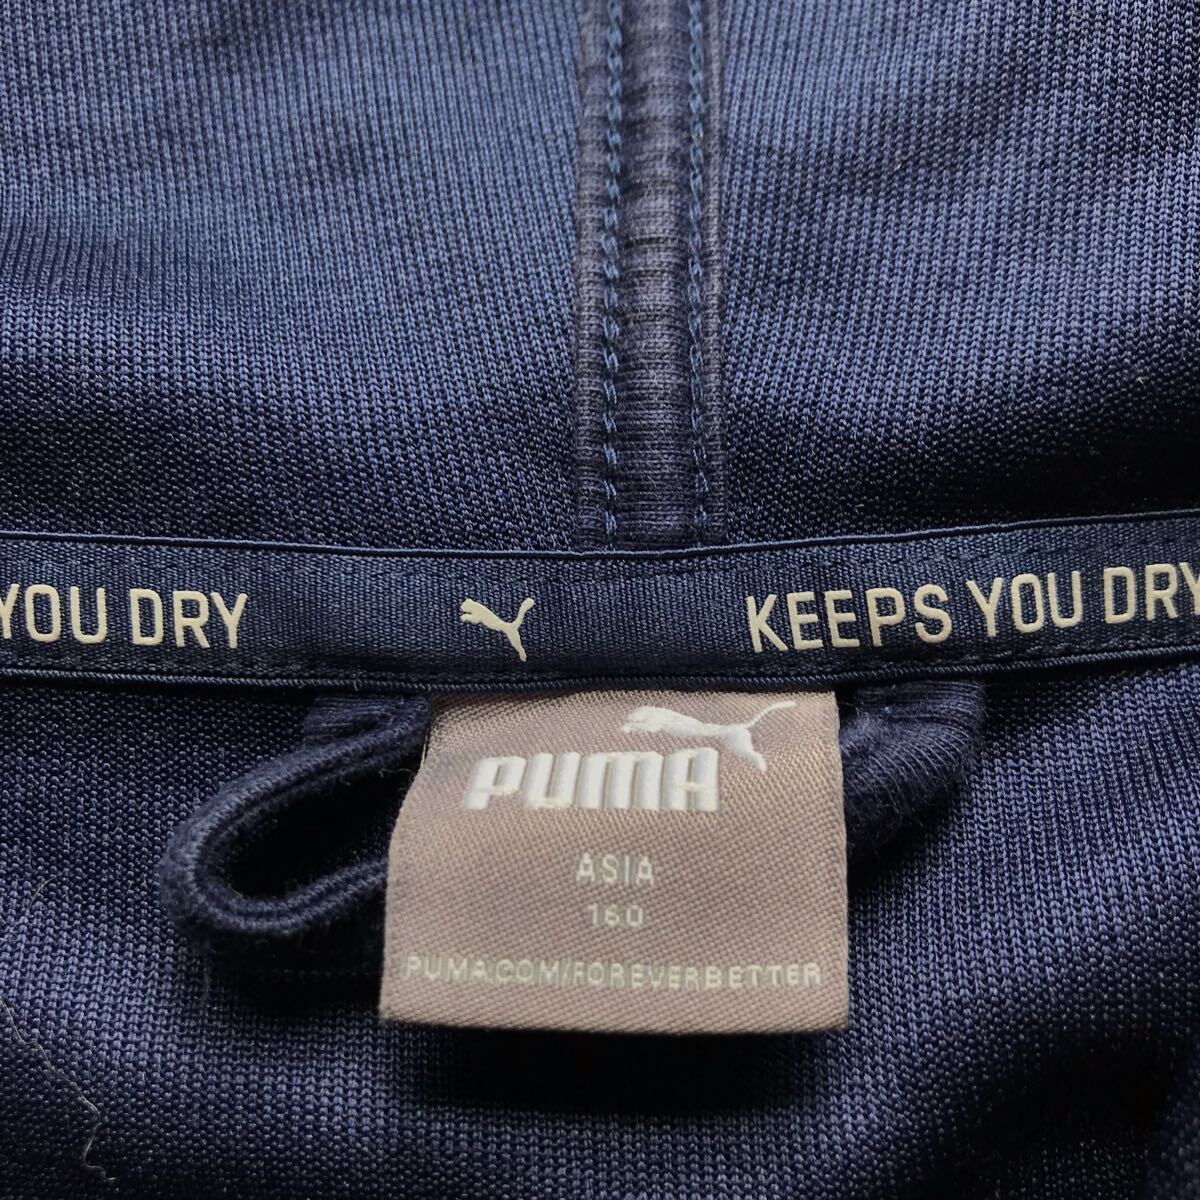 YOU DRY KEEPS YOU DRY
PUMA
ASIA
160
PUMA.COM/FOREVERBETTER